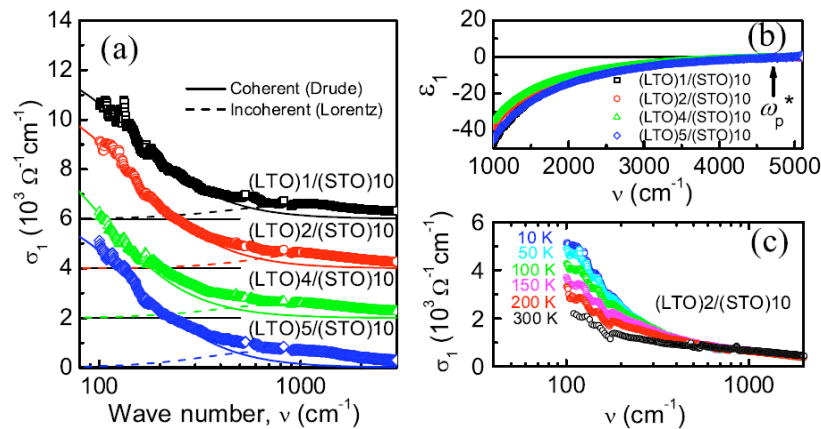 (a)
14
12
10
8
6
4
2
0
σ₁ (10³ Ω⁻¹cm⁻¹)
Coherent (Drude)
Incoherent (Lorentz)
(LTO)1/(STO)10
(LTO)2/(STO)10
(LTO)4/(STO)10
(LTO)5/(STO)10
100
1000
Wave number, ν (cm⁻¹)
(b)
0
-20
-40
ε₁
(LTO)1/(STO)10
(LTO)2/(STO)10
(LTO)4/(STO)10
(LTO)5/(STO)10
ωₚ*
1000 2000 3000 4000 5000
ν (cm⁻¹)
(c)
6
5
4
3
2
1
0
σ₁ (10³ Ω⁻¹cm⁻¹)
10 K
50 K
100 K
150 K
200 K
300 K
(LTO)2/(STO)10
100
1000
ν (cm⁻¹)